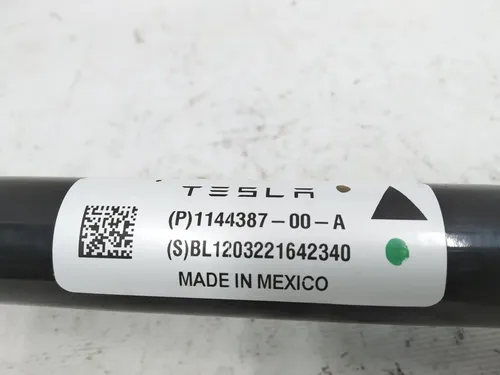 TESLA
(P)1144387-00-A
(S)BL1203221642340
MADE IN MEXICO